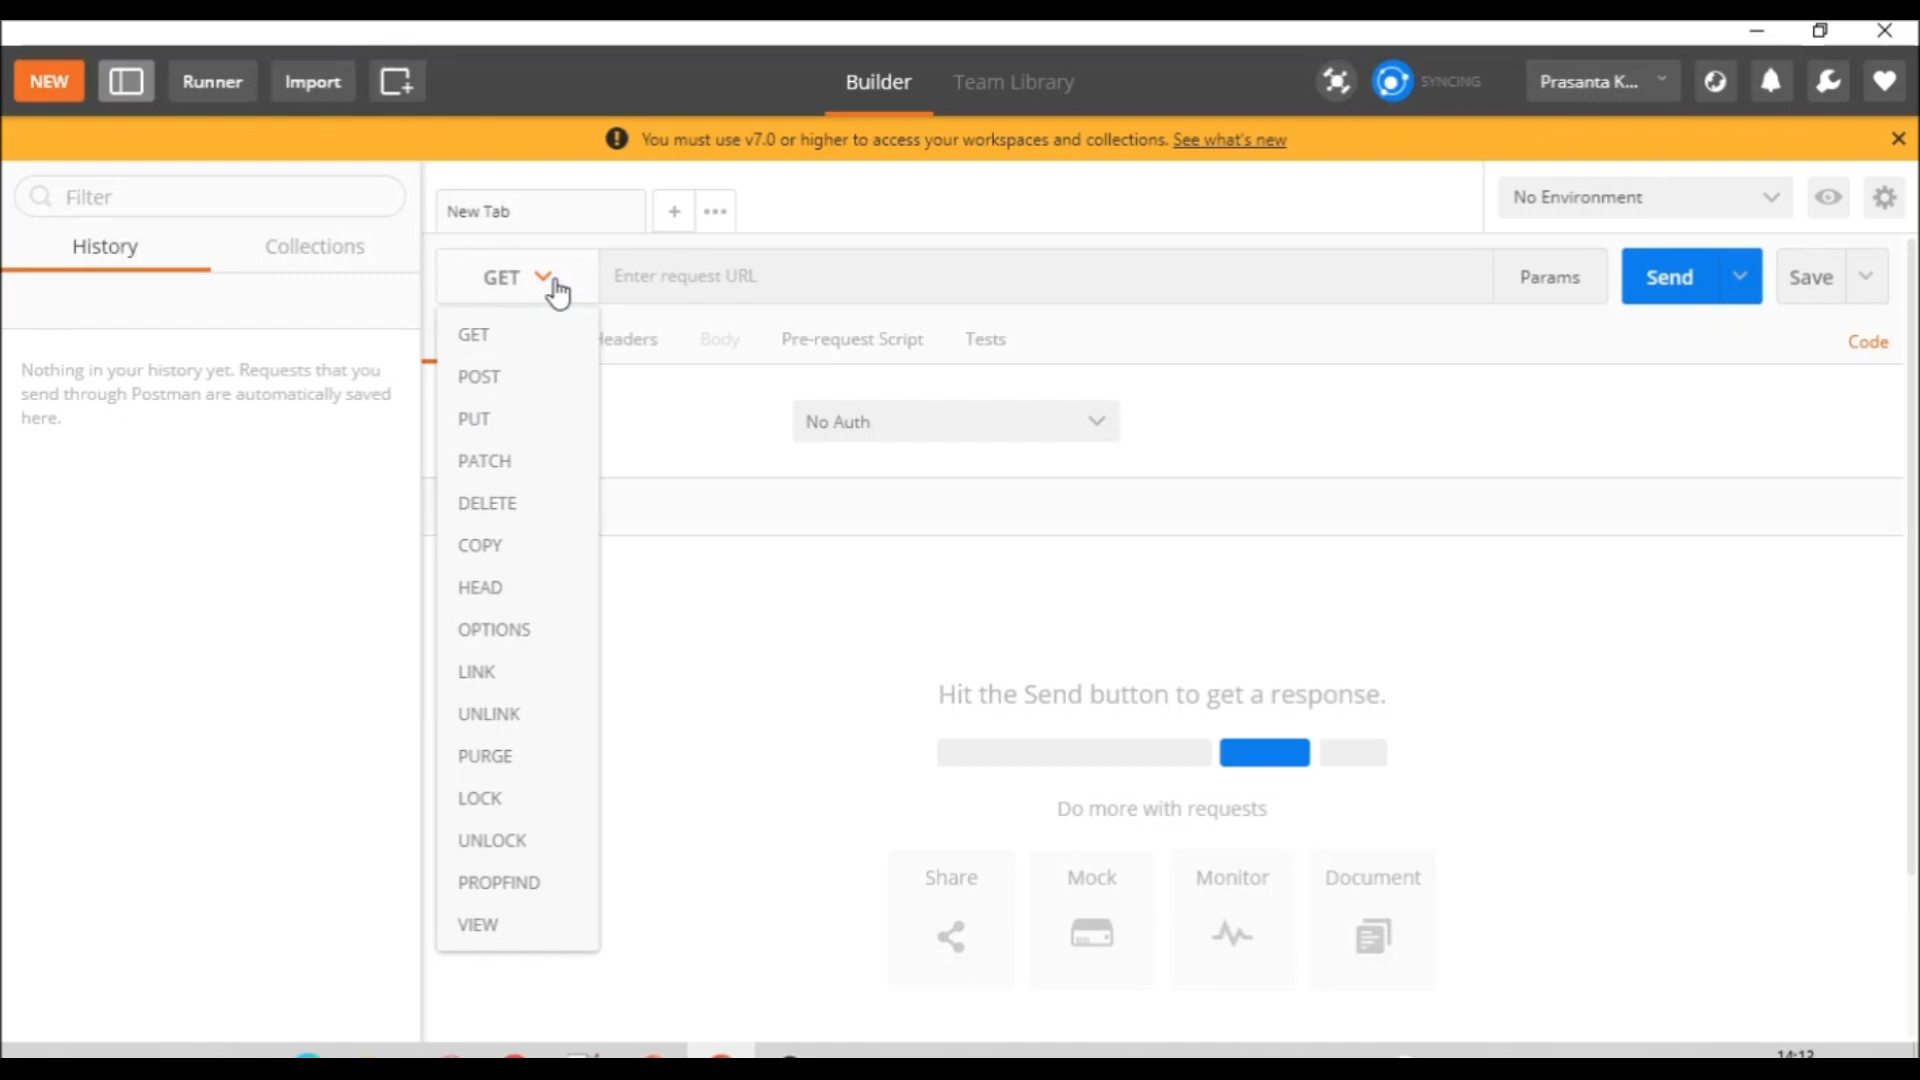 NEW
Runner
Import
Builder
Team Library
SYNCING
Prasanta K...
You must use v7.0 or higher to access your workspaces and collections. See what's new
Filter
History
Collections
Nothing in your history yet. Requests that you
send through Postman are automatically saved
here.
New Tab
No Environment
GET
Enter request URL
Params
Send
Save
Body
Pre-request Script
Tests
Code
No Auth
GET
POST
PUT
PATCH
DELETE
COPY
HEAD
OPTIONS
LINK
UNLINK
PURGE
LOCK
UNLOCK
PROPFIND
VIEW
Hit the Send button to get a response.
Do more with requests
Share
Mock
Monitor
Document